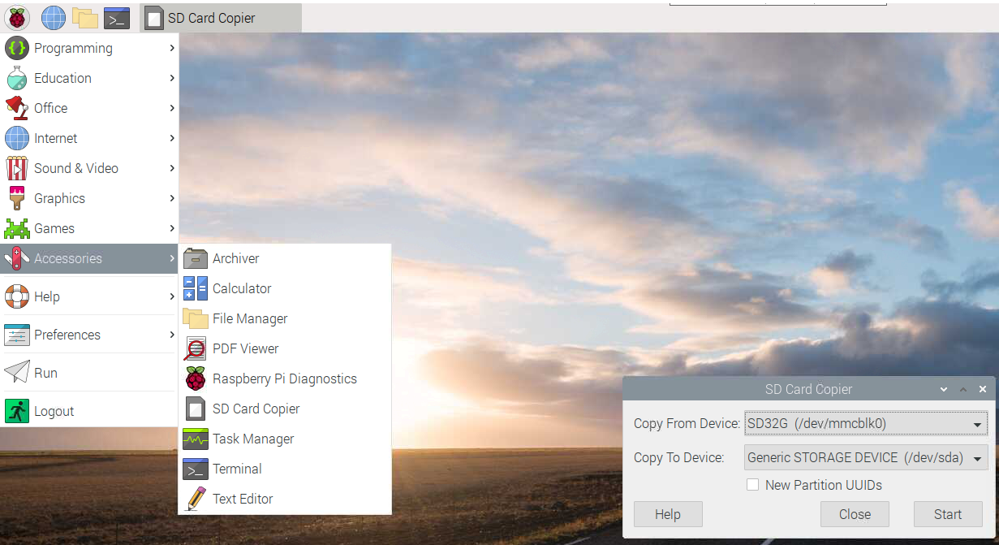 SD Card Copier
Programming
Education
Office
Internet
Sound & Video
Graphics
Games
Accessories
Help
Preferences
Run
Logout
Archiver
Calculator
File Manager
PDF Viewer
Raspberry Pi Diagnostics
SD Card Copier
Task Manager
Terminal
Text Editor
SD Card Copier
Copy From Device: SD32G (/dev/mmcblk0)
Copy To Device: Generic STORAGE DEVICE (/dev/sda)
New Partition UUIDs
Help Close Start